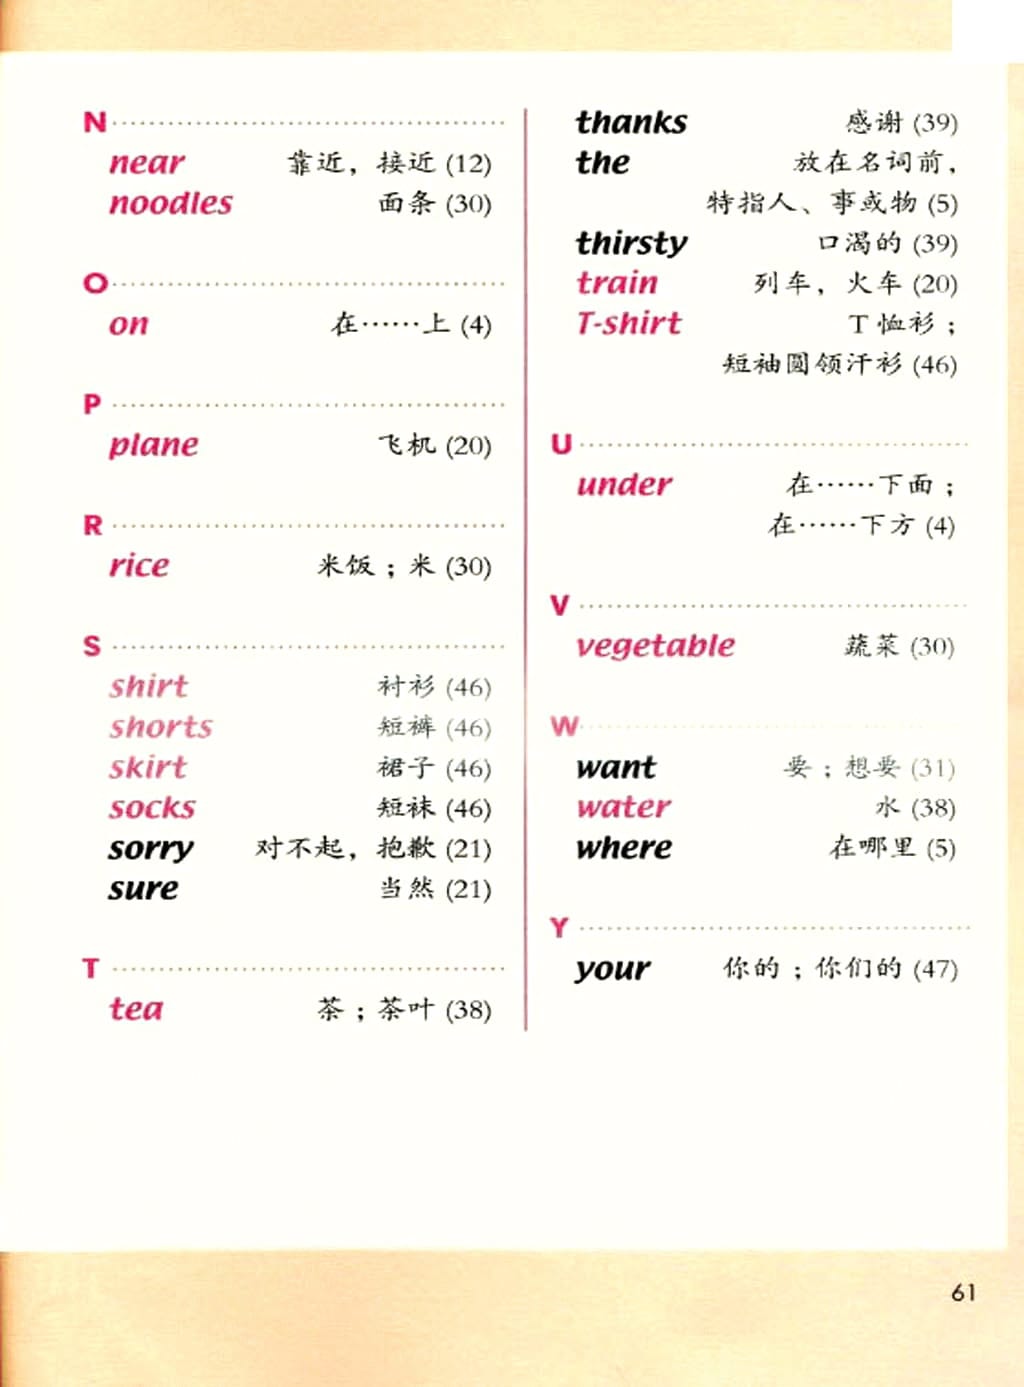 N
near 靠近，接近 (12)
noodles 面条 (30)
O
on 在……上 (4)
P
plane 飞机 (20)
R
rice 米饭；米 (30)
S
shirt 衬衫 (46)
shorts 短裤 (46)
skirt 裙子 (46)
socks 短袜 (46)
sorry 对不起，抱歉 (21)
sure 当然 (21)
T
tea 茶；茶叶 (38)
thanks 感谢 (39)
the 放在名词前，
特指人、事或物 (5)
thirsty 口渴的 (39)
train 列车，火车 (20)
T-shirt T恤衫；
短袖圆领汗衫 (46)
U
under 在……下面；
在……下方 (4)
V
vegetable 蔬菜 (30)
W
want 要；想要 (31)
water 水 (38)
where 在哪里 (5)
Y
your 你的；你们的 (47)
61